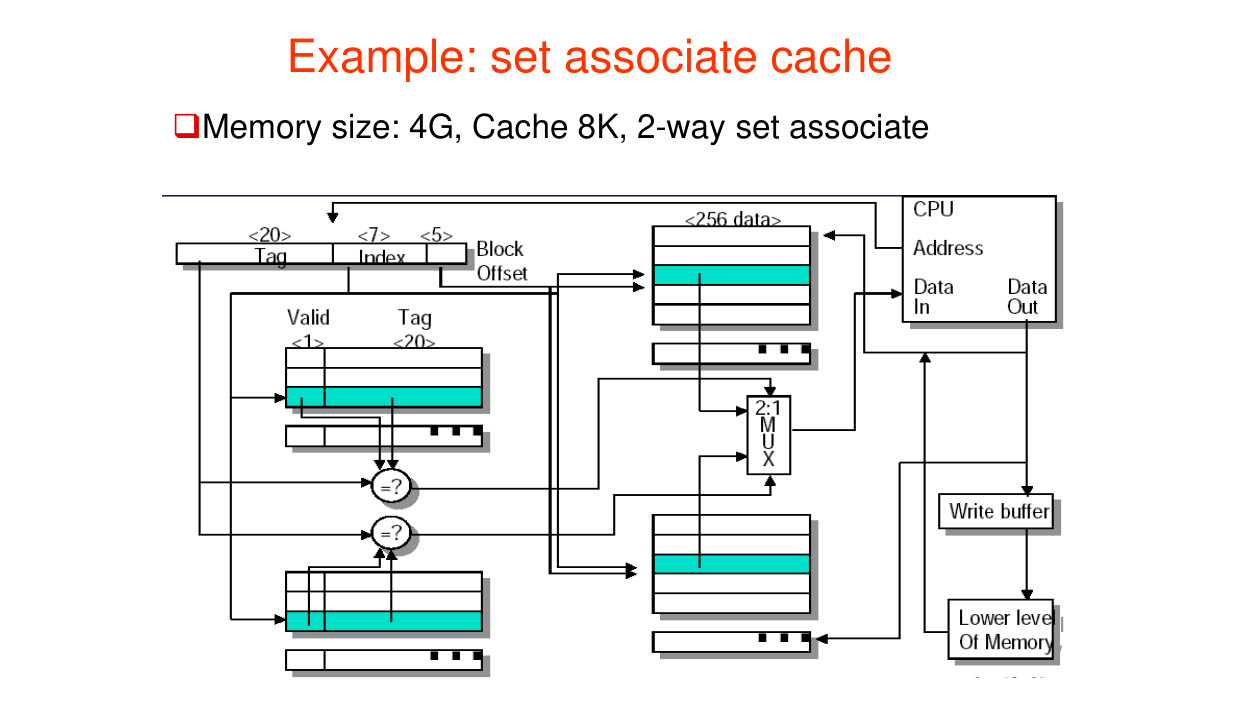 Example: set associate cache
Memory size: 4G, Cache 8K, 2-way set associate
<256 data>
CPU
<20> <7> <5>
Tag Index
Block
Offset
Address
Data
In
Data
Out
Valid Tag
<1> <20>
2:1
M
U
X
=?
=?
Write buffer
Lower level
Of Memory